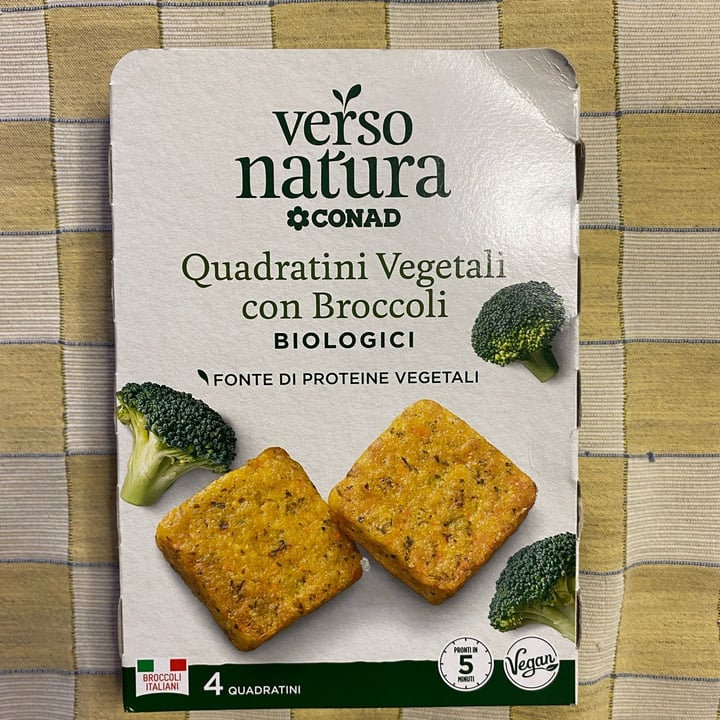 verso
natura
CONAD
Quadratini Vegetali
con Broccoli
BIOLOGICI
FONTE DI PROTEINE VEGETALI
BROCCOLI
ITALIANI
4 QUADRATINI
PRONTI IN
5
MINUTI
Vegan